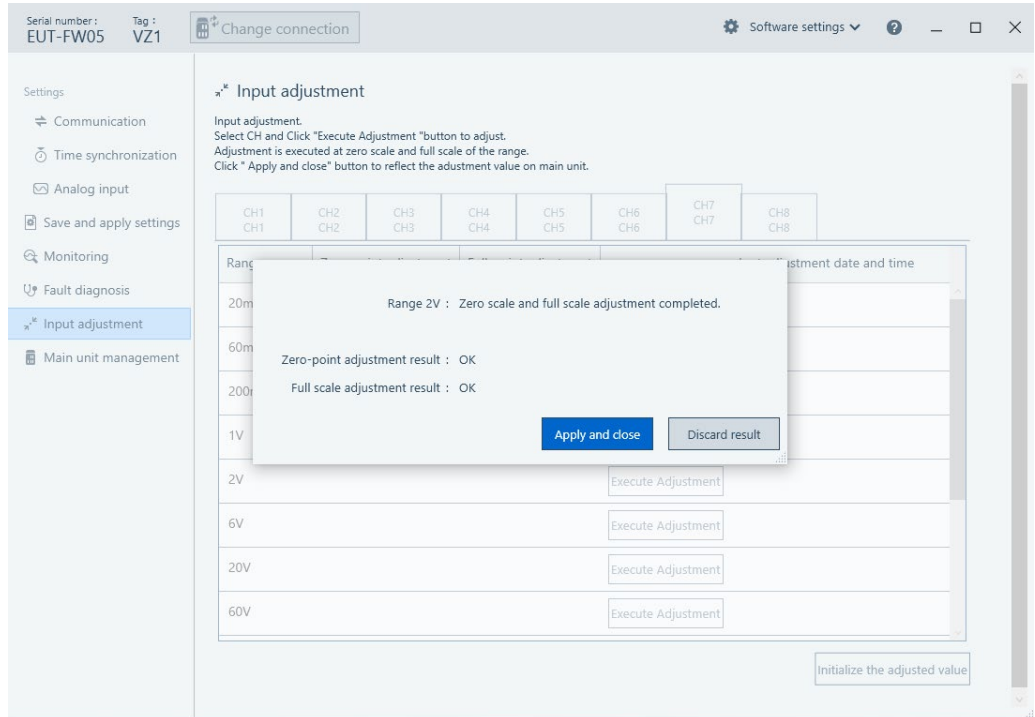 Serial number :
EUT-FW05
Tag :
VZ1
Change connection
Software settings
Settings
Communication
Time synchronization
Analog input
Save and apply settings
Monitoring
Fault diagnosis
Input adjustment
Main unit management
Input adjustment
Input adjustment.
Select CH and Click "Execute Adjustment "button to adjust.
Adjustment is executed at zero scale and full scale of the range.
Click " Apply and close" button to reflect the adustment value on main unit.
CH1
CH1
CH2
CH2
CH3
CH3
CH4
CH4
CH5
CH5
CH6
CH6
CH7
CH7
CH8
CH8
date and time
Range 2V : Zero scale and full scale adjustment completed.
Zero-point adjustment result : OK
Full scale adjustment result : OK
Apply and close
Discard result
1V
2V
Execute Adjustment
6V
Execute Adjustment
20V
Execute Adjustment
60V
Execute Adjustment
Initialize the adjusted value